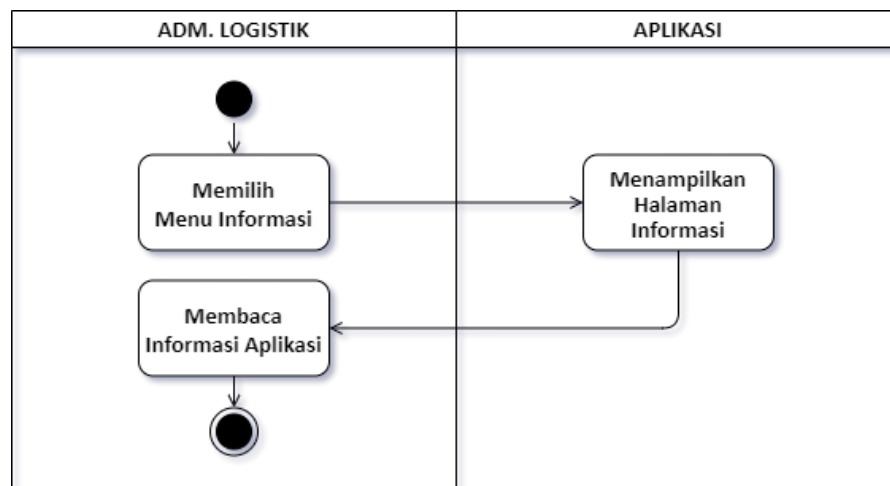 ADM. LOGISTIK
APLIKASI
Memilih
Menu Informasi
Menampilkan
Halaman
Informasi
Membaca
Informasi Aplikasi